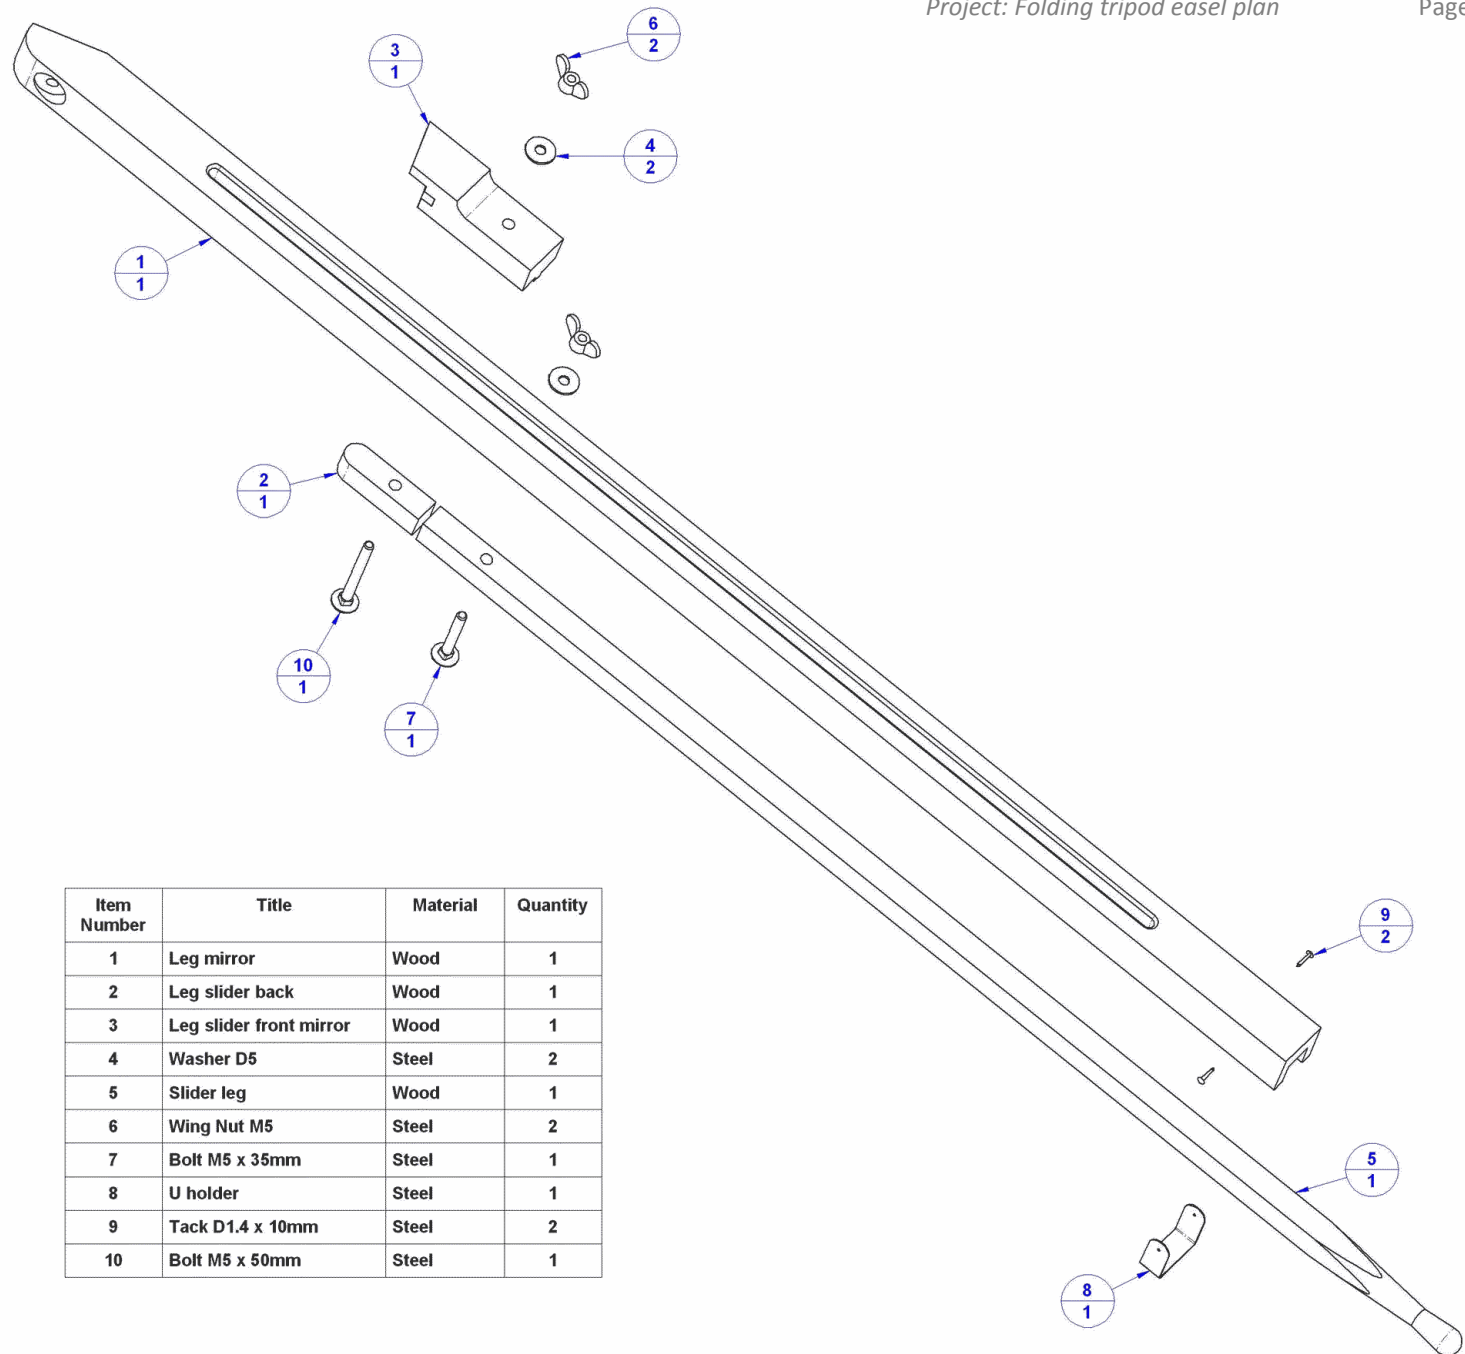 Project: Folding tripod easel plan Page
6
2
3
1
4
2
1
1
2
1
10
1
7
1
9
2
5
1
8
1
Item Number Title Material Quantity
1 Leg mirror Wood 1
2 Leg slider back Wood 1
3 Leg slider front mirror Wood 1
4 Washer D5 Steel 2
5 Slider leg Wood 1
6 Wing Nut M5 Steel 2
7 Bolt M5 x 35mm Steel 1
8 U holder Steel 1
9 Tack D1.4 x 10mm Steel 2
10 Bolt M5 x 50mm Steel 1